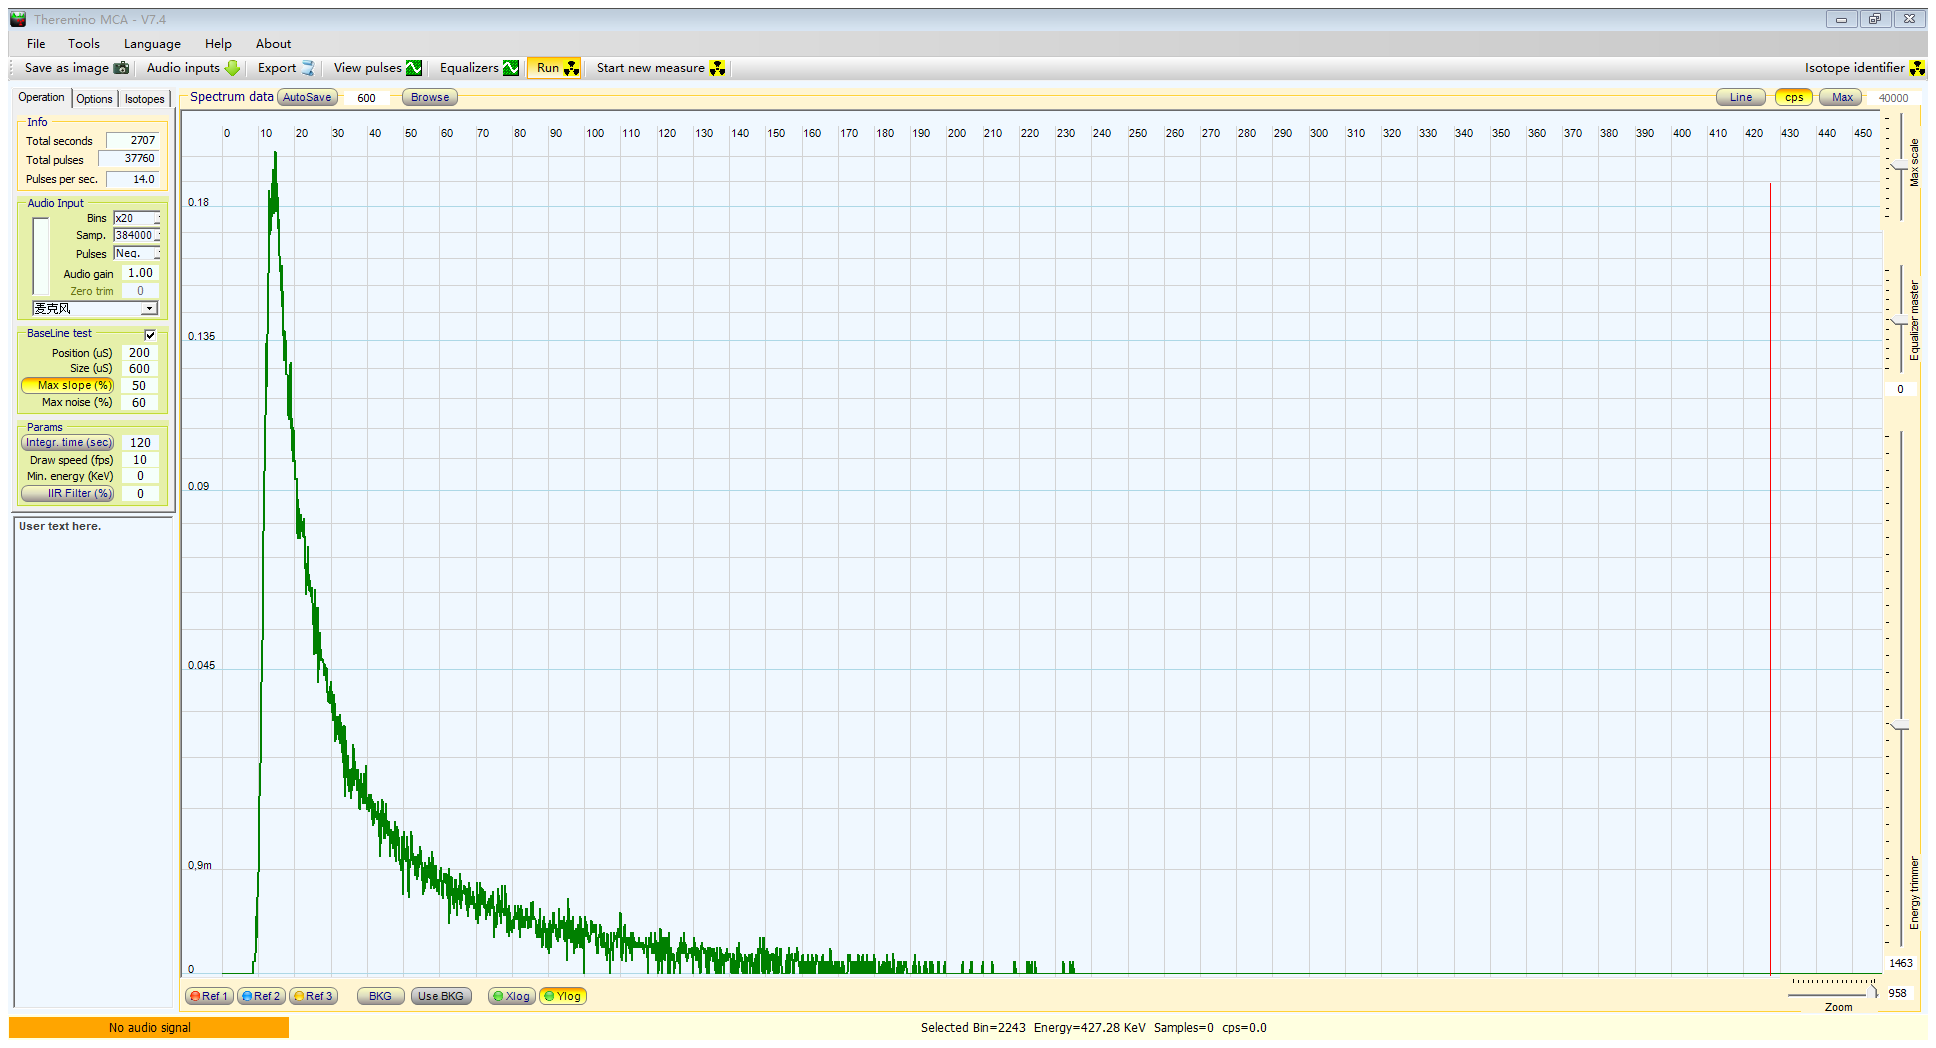 Theremino MCA - V7.4
File Tools Language Help About
Save as image Audio inputs Export View pulses Equalizers Run Start new measure Isotope identifier
Operation Options Isotopes
Spectrum data AutoSave 600 Browse Line cps Max 40000
Info
Total seconds 2707
Total pulses 37760
Pulses per sec. 14.0
Audio Input
Bins x20
Samp. 384000
Pulses Neg.
Audio gain 1.00
Zero trim 0
麦克风
BaseLine test
Position (uS) 200
Size (uS) 600
Max slope (%) 50
Max noise (%) 60
Params
Integr. time (sec) 120
Draw speed (fps) 10
Min. energy (KeV) 0
IIR Filter (%) 0
User text here.
0 10 20 30 40 50 60 70 80 90 100 110 120 130 140 150 160 170 180 190 200 210 220 230 240 250 260 270 280 290 300 310 320 330 340 350 360 370 380 390 400 410 420 430 440 450
0.18
0.135
0.09
0.045
0,9m
0
Max scale
Equalizer master
0
Energy trimmer
1463
958
Zoom
Ref 1 Ref 2 Ref 3 BKG Use BKG Xlog Ylog
No audio signal
Selected Bin=2243 Energy=427.28 KeV Samples=0 cps=0.0